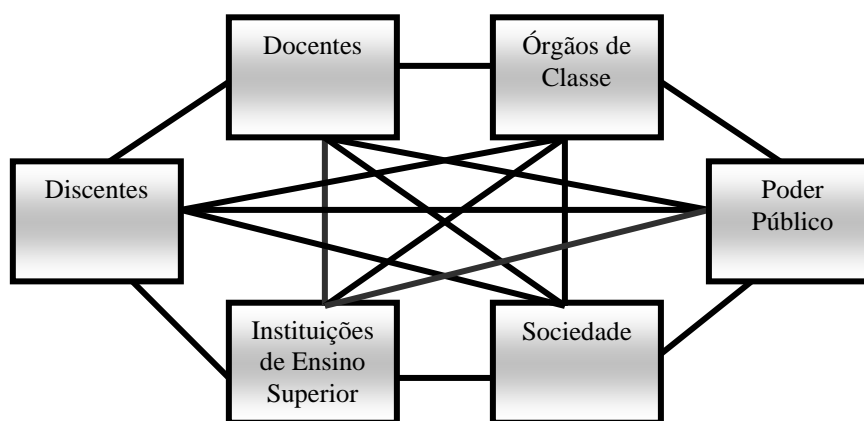 Docentes
Órgãos de
Classe
Discentes
Poder
Público
Instituições
de Ensino
Superior
Sociedade